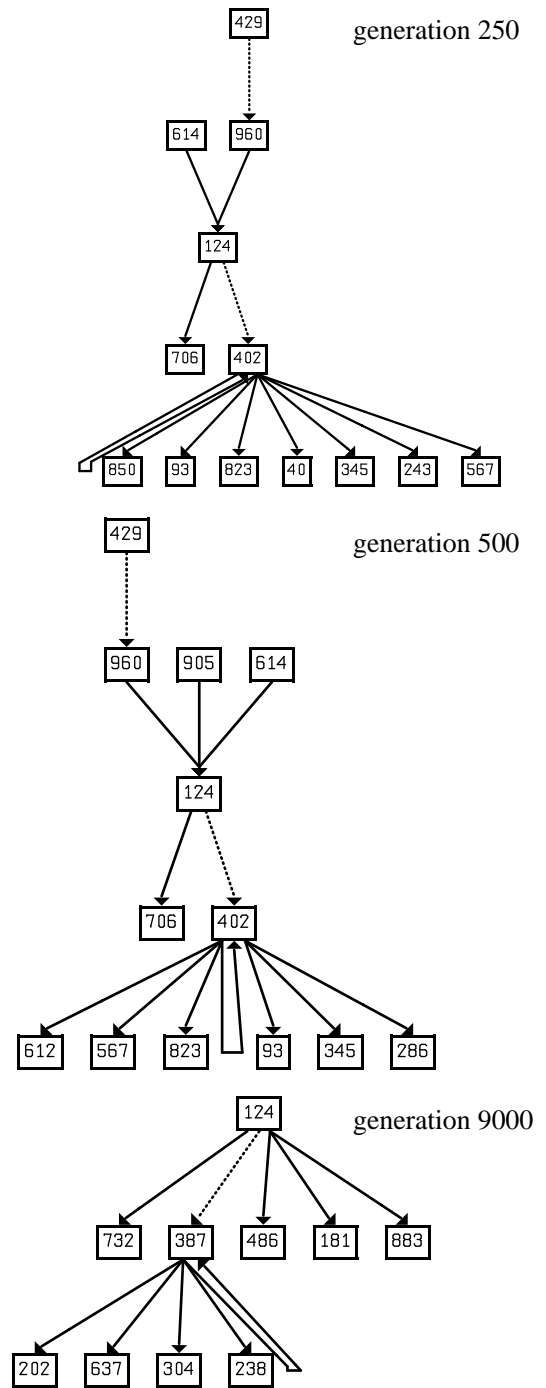 429 generation 250
614 960
124
706 402
850 93 823 40 345 243 567
429 generation 500
960 905 614
124
706 402
612 567 823 93 345 286
124 generation 9000
732 387 486 181 883
202 637 304 238